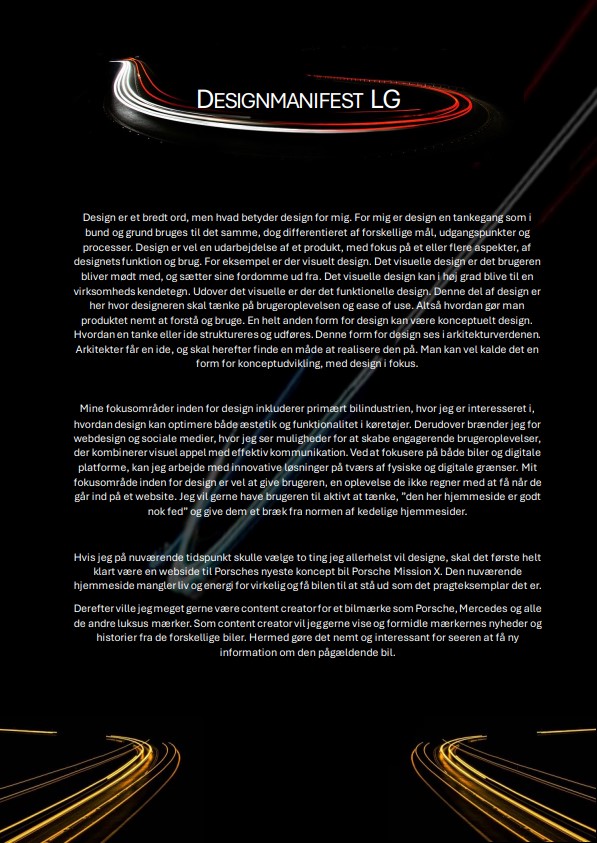 DESIGNMANIFEST LG
Design er et bredt ord, men hvad betyder design for mig. For mig er design en tankegang som i
bund og grund bruges til det samme, dog differentieret af forskellige mål, udgangspunkter og
processer. Design er vel en udarbejdelse af et produkt, med fokus på et eller flere aspekter, af
designets funktion og brug. For eksempel er der visuelt design. Det visuelle design er det brugeren
bliver mødt med, og sætter sine fordomme ud fra. Det visuelle design kan i høj grad blive til en
virksomheds kendetegn. Udover det visuelle er der det funktionelle design. Denne del af design er
her hvor designeren skal tænke på brugeroplevelsen og ease of use. Altså hvordan gør man
produktet nemt at forstå og bruge. En helt anden form for design kan være konceptuelt design.
Hvordan en tanke eller ide struktureres og udføres. Denne form for design ses i arkitekturverdenen.
Arkitekter får en ide, og skal herefter finde en måde at realisere den på. Man kan vel kalde det en
form for konceptudvikling, med design i fokus.
Mine fokusområder inden for design inkluderer primært bilindustrien, hvor jeg er interesseret i,
hvordan design kan optimere både æstetik og funktionalitet i køretøjer. Derudover brænder jeg for
webdesign og sociale medier, hvor jeg ser muligheder for at skabe engagerende brugeroplevelser,
der kombinerer visuel appel med effektiv kommunikation. Ved at fokusere på både biler og digitale
platforme, kan jeg arbejde med innovative løsninger på tværs af fysiske og digitale grænser. Mit
fokusområde inden for design er vel at give brugeren, en oplevelse de ikke regner med at få når de
går ind på et website. Jeg vil gerne have brugeren til aktivt at tænke, ”den her hjemmeside er godt
nok fed” og give dem et bræk fra normen af kedelige hjemmesider.
Hvis jeg på nuværende tidspunkt skulle vælge to ting jeg allerhelst vil designe, skal det første helt
klart være en webside til Porsches nyeste koncept bil Porsche Mission X. Den nuværende
hjemmeside mangler liv og energi for virkelig og få bilen til at stå ud som det pragteksemplar det er.
Derefter ville jeg meget gerne være content creator for et bilmærke som Porsche, Mercedes og alle
de andre luksus mærker. Som content creator vil jeg gerne vise og formidle mærkernes nyheder og
historier fra de forskellige biler. Hermed gøre det nemt og interessant for seeren at få ny
information om den pågældende bil.